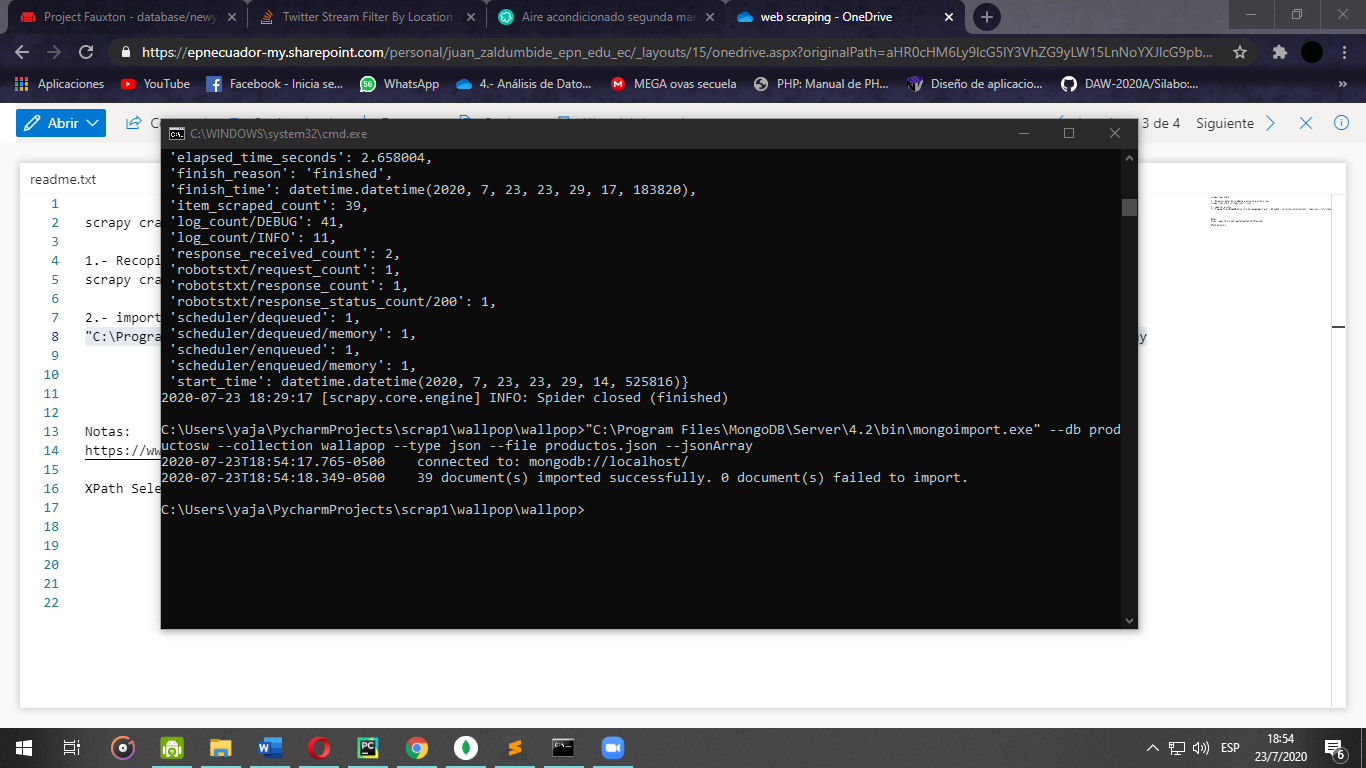 Project Fauxton - database/newy
Twitter Stream Filter By Location
Aire acondicionado segunda mar
web scraping - OneDrive
https://epnecuador-my.sharepoint.com/personal/juan_zaldumbide_epn_edu_ec/_layouts/15/onedrive.aspx?originalPath=
Aplicaciones
YouTube
Facebook - Inicia se...
56
WhatsApp
4.- Análisis de Dato...
MEGA ovas secuela
PHP: Manual de PH...
Diseño de aplicacio...
DAW-2020A/Silabo:...
»
Abrir
3 de 4
Siguiente
C:\WINDOWS\system32\cmd.exe
readme.txt
1
2 scrapy cra
3
4 1.- Recopi
5 scrapy cra
6
7 2.- import
8 "C:\Progra
9
10
11
12
13 Notas:
14 https://ww
15
16 XPath Sele
17
18
19
20
21
22
'elapsed_time_seconds': 2.658004,
'finish_reason': 'finished',
'finish_time': datetime.datetime(2020, 7, 23, 23, 29, 17, 183820),
'item_scraped_count': 39,
'log_count/DEBUG': 41,
'log_count/INFO': 11,
'response_received_count': 2,
'robotstxt/request_count': 1,
'robotstxt/response_count': 1,
'robotstxt/response_status_count/200': 1,
'scheduler/dequeued': 1,
'scheduler/dequeued/memory': 1,
'scheduler/enqueued': 1,
'scheduler/enqueued/memory': 1,
'start_time': datetime.datetime(2020, 7, 23, 23, 29, 14, 525816)}
2020-07-23 18:29:17 [scrapy.core.engine] INFO: Spider closed (finished)
C:\Users\yaja\PycharmProjects\scrap1\wallpop\wallpop>"C:\Program Files\MongoDB\Server\4.2\bin\mongoimport.exe" --db prod
uctosw --collection wallapop --type json --file productos.json --jsonArray
2020-07-23T18:54:17.765-0500 connected to: mongodb://localhost/
2020-07-23T18:54:18.349-0500 39 document(s) imported successfully. 0 document(s) failed to import.
C:\Users\yaja\PycharmProjects\scrap1\wallpop\wallpop>
y
ESP
18:54
23/7/2020
6